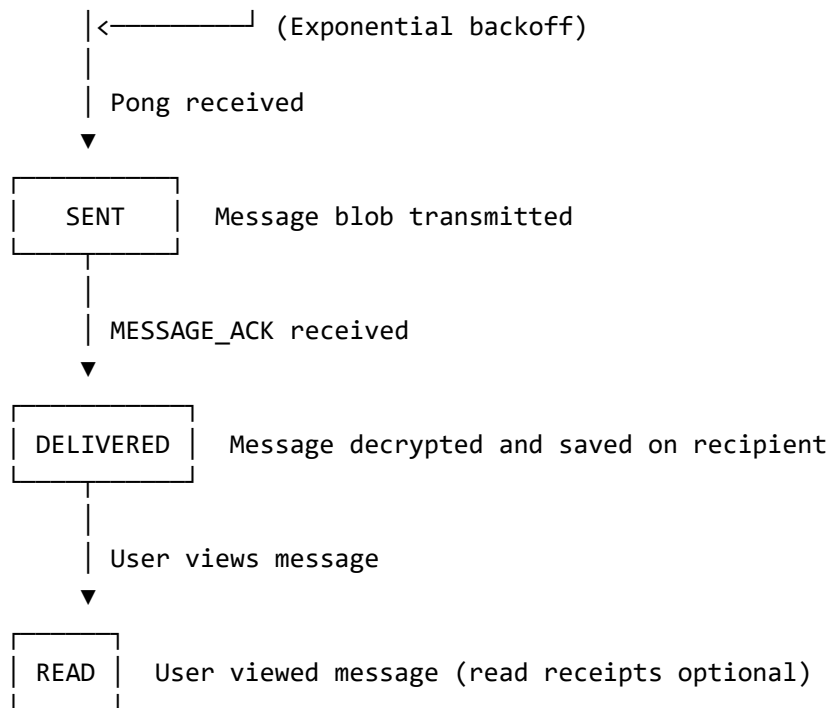 (Exponential backoff)
Pong received
SENT Message blob transmitted
MESSAGE_ACK received
DELIVERED Message decrypted and saved on recipient
User views message
READ User viewed message (read receipts optional)